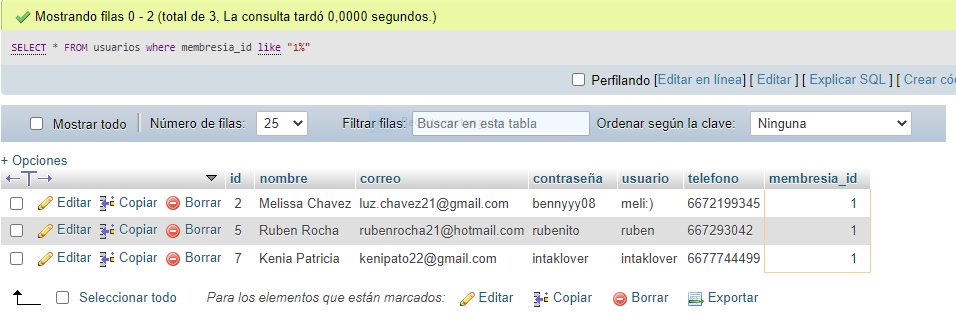 Mostrando filas 0 - 2 (total de 3, La consulta tardó 0,0000 segundos.)
SELECT * FROM usuarios where membresia_id like "1%"
Perfilando [Editar en línea] [ Editar ] [ Explicar SQL ] [ Crear có
Mostrar todo Número de filas: 25 Filtrar filas: Buscar en esta tabla Ordenar según la clave: Ninguna
+ Opciones
id nombre correo contraseña usuario telefono membresia_id
Editar Copiar Borrar 2 Melissa Chavez luz.chavez21@gmail.com bennyyy08 meli:) 6672199345 1
Editar Copiar Borrar 5 Ruben Rocha rubenrocha21@hotmail.com rubenito ruben 667293042 1
Editar Copiar Borrar 7 Kenia Patricia kenipato22@gmail.com intaklover intaklover 6677744499 1
Seleccionar todo Para los elementos que están marcados: Editar Copiar Borrar Exportar